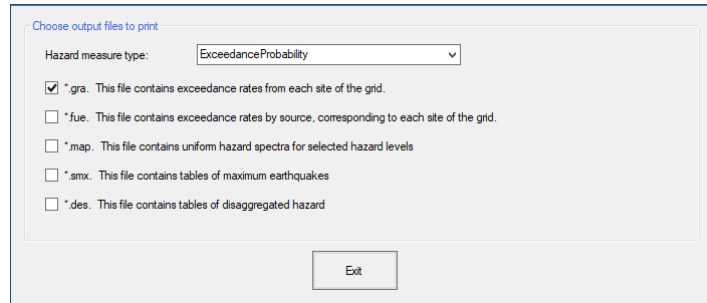 Choose output files to print
Hazard measure type: ExceedanceProbability
*.gra. This file contains exceedance rates from each site of the grid.
*.fue. This file contains exceedance rates by source, corresponding to each site of the grid.
*.map. This file contains uniform hazard spectra for selected hazard levels
*.smx. This file contains tables of maximum earthquakes
*.des. This file contains tables of disaggregated hazard
Exit